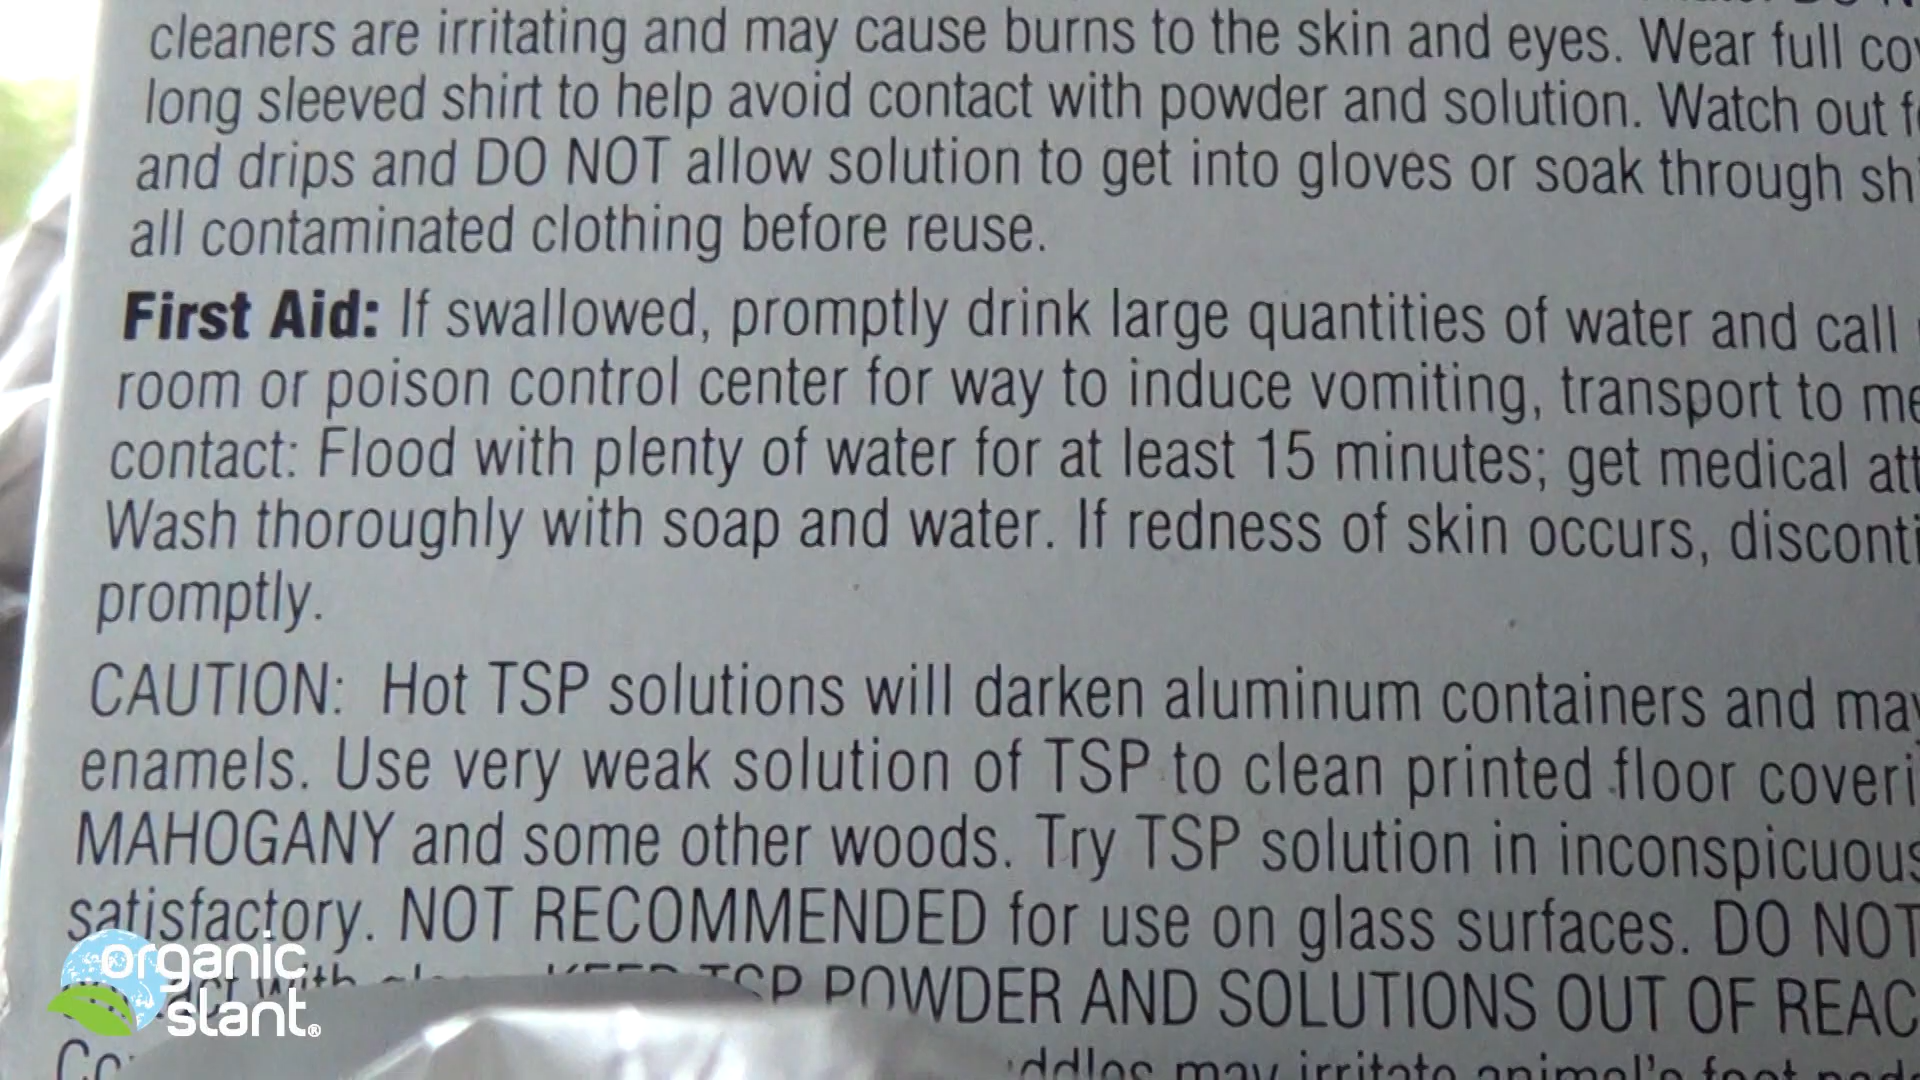 cleaners are irritating and may cause burns to the skin and eyes. Wear full
long sleeved shirt to help avoid contact with powder and solution. Watch out
and drips and DO NOT allow solution to get into gloves or soak through
all contaminated clothing before reuse.
First Aid: If swallowed, promptly drink large quantities of water and call
room or poison control center for way to induce vomiting, transport to
contact: Flood with plenty of water for at least 15 minutes; get medical
Wash thoroughly with soap and water. If redness of skin occurs,
promptly.
CAUTION: Hot TSP solutions will darken aluminum containers and
enamels. Use very weak solution of TSP to clean printed floor
MAHOGANY and some other woods. Try TSP solution in
satisfactory. NOT RECOMMENDED for use on glass surfaces. DO NOT
with KEEP TSP POWDER AND SOLUTIONS OUT OF
may irritate animal's foot
organic
slant®